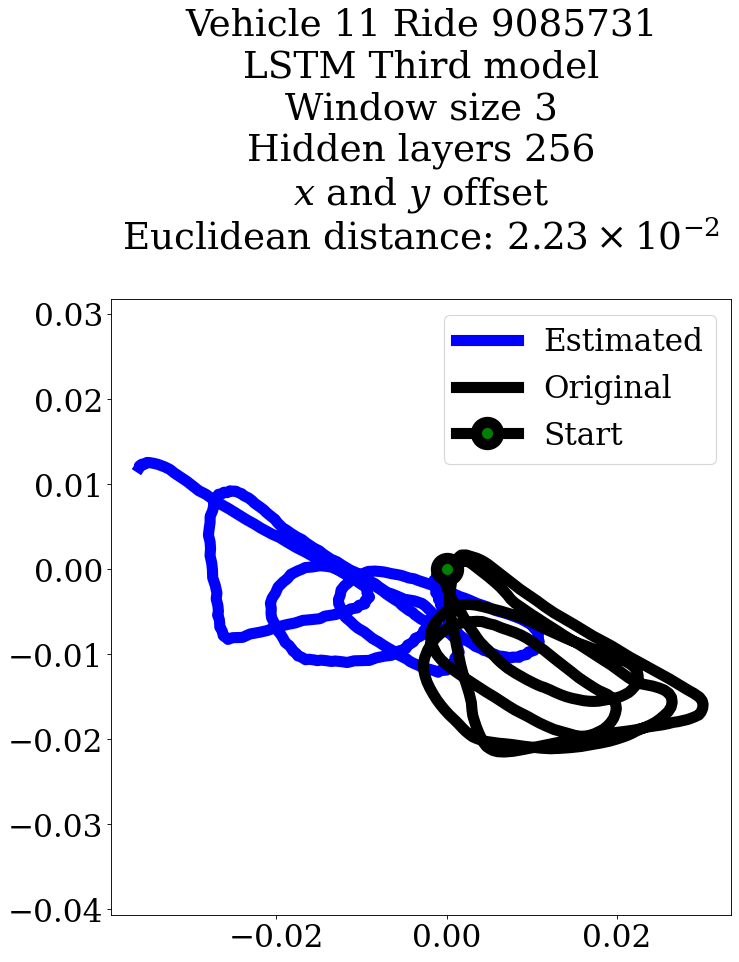 Vehicle 11 Ride 9085731
LSTM Third model
Window size 3
Hidden layers 256
x and y offset
Euclidean distance: 2.23 × 10⁻²
Estimated
Original
Start
0.03
0.02
0.01
0.00
−0.01
−0.02
−0.03
−0.04
−0.02 0.00 0.02